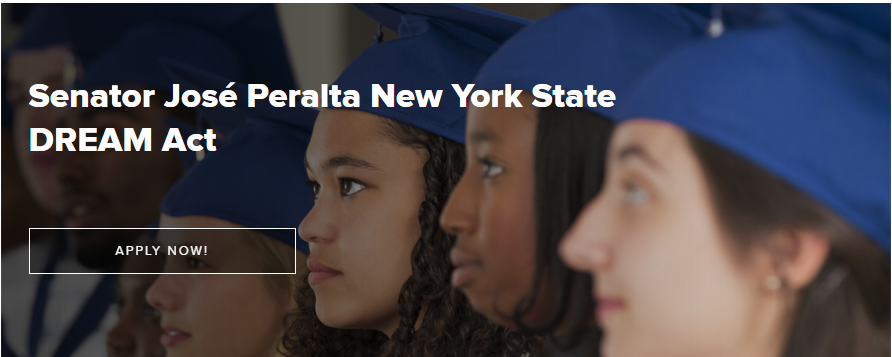 Senator José Peralta New York State
DREAM Act
APPLY NOW!